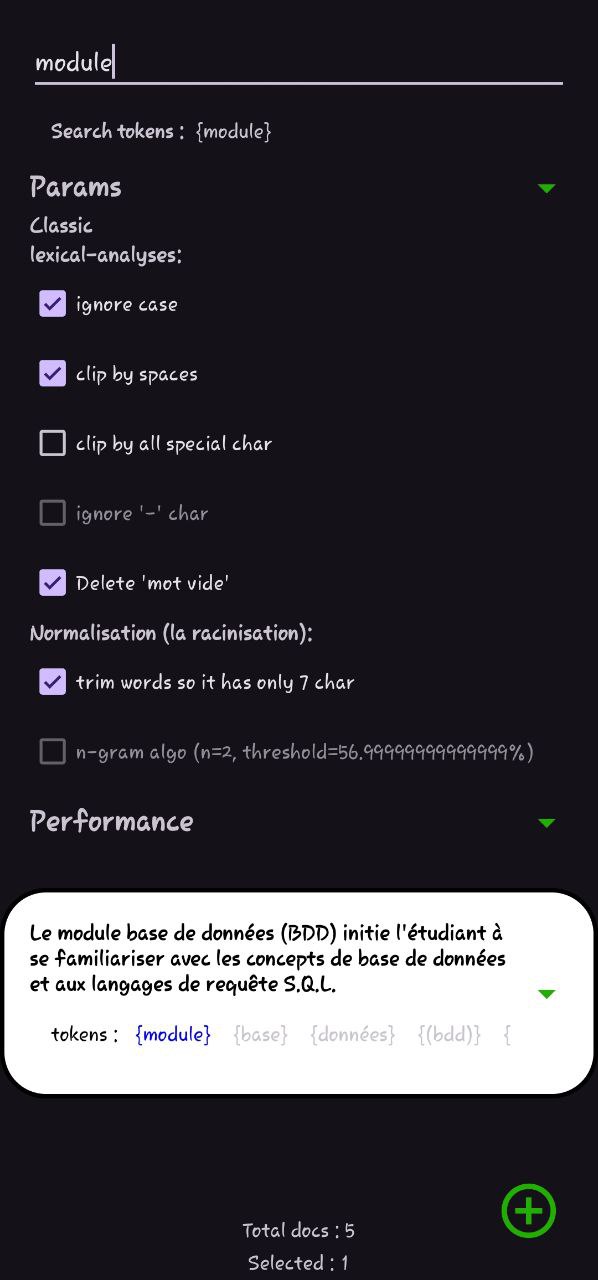 module
Search tokens : {module}
Params
Classic
lexical-analyses:
ignore case
clip by spaces
clip by all special char
ignore '-' char
Delete 'mot vide'
Normalisation (la racinisation):
trim words so it has only 7 char
n-gram algo (n=2, threshold=56.99999999999999%)
Performance
Le module base de données (BDD) initie l'étudiant à
se familiariser avec les concepts de base de données
et aux langages de requête S.Q.L.
tokens : {module} {base} {données} {(bdd)} {
Total docs : 5
Selected : 1